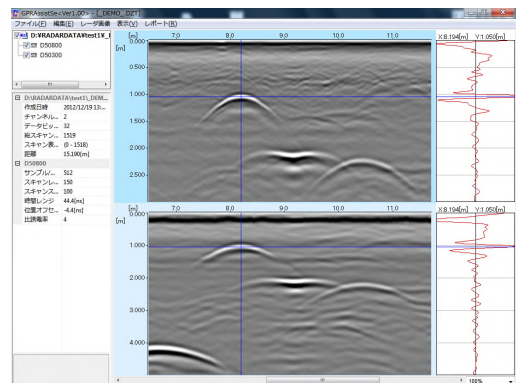 GPRAssistSe<Ver1.00> - [_DEMO_.DZT]
ファイル(F) 編集(E) レーダ画像 表示(V) レポート(R)
D:¥RADARDATA¥test1¥_I
D50800
D50300
D:\RADARDATA\test1\_DEM...
作成日時 2012/12/19 13:...
チャンネル... 2
データビッ... 32
総スキャン... 1519
スキャン表... (0 - 1518)
距離 15.190[m]
D50800
サンプル/... 512
スキャンレ... 150
スキャンス... 100
時間レンジ 44.4[ns]
位置オフセ... -4.4[ns]
比誘電率 4
[m] 7.0 8.0 9.0 10.0 11.0
[m]
0.000
0.500
1.000
1.500
2.000
2.500
X:8.194[m] Y:1.050[m]
[m] 7.0 8.0 9.0 10.0 11.0
[m]
0.000
1.000
2.000
3.000
4.000
X:8.194[m] Y:1.050[m]
100%